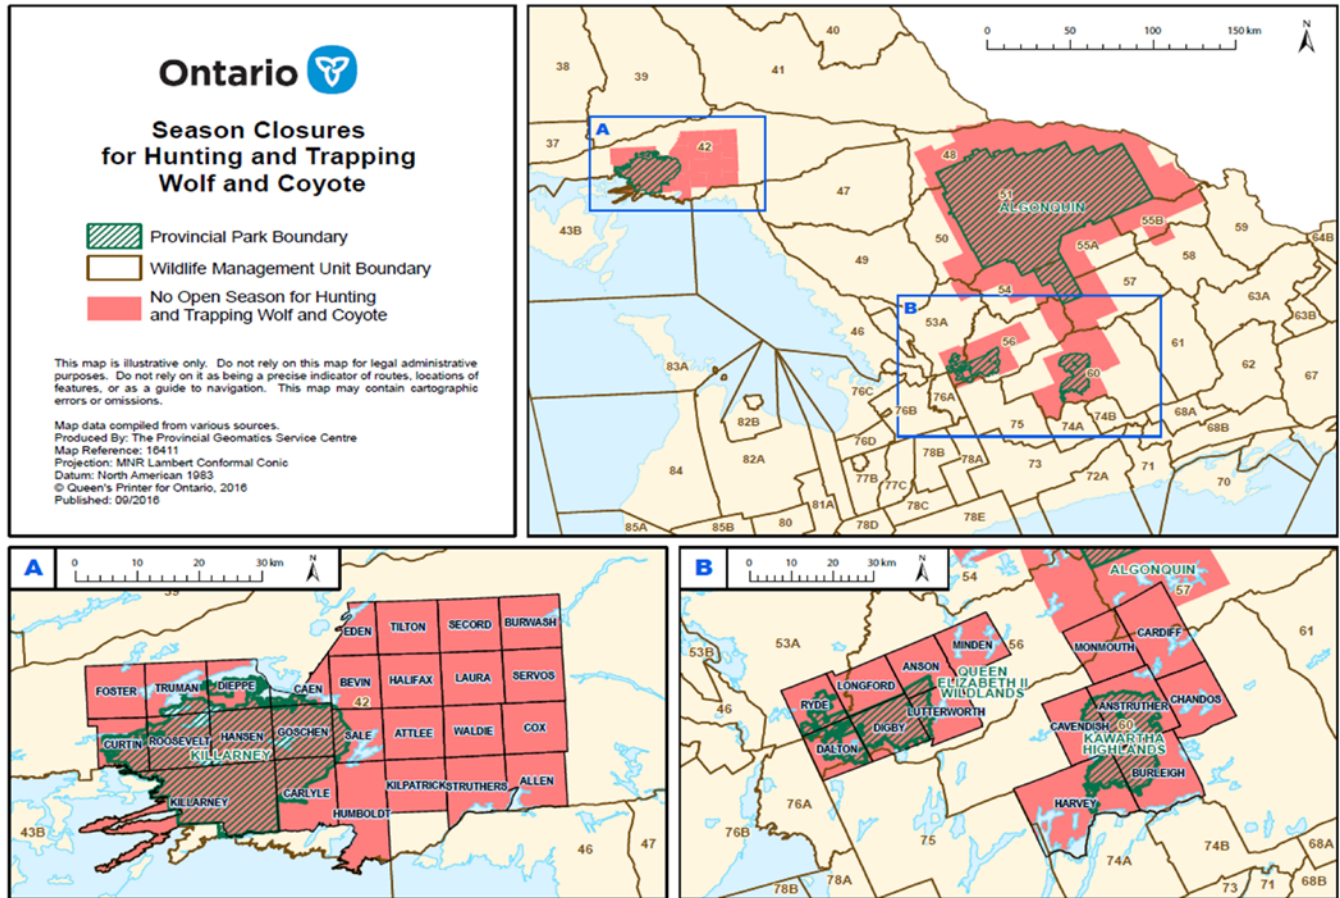 Ontario
Season Closures
for Hunting and Trapping
Wolf and Coyote
Provincial Park Boundary
Wildlife Management Unit Boundary
No Open Season for Hunting
and Trapping Wolf and Coyote
This map is illustrative only. Do not rely on this map for legal administrative
purposes. Do not rely on it as being a precise indicator of routes, locations of
features, or as a guide to navigation. This map may contain cartographic
errors or omissions.
Map data compiled from various sources.
Produced By: The Provincial Geomatics Service Centre
Map Reference: 16411
Projection: MNR Lambert Conformal Conic
Datum: North American 1983
© Queen's Printer for Ontario, 2016
Published: 09/2016
0 50 100 150 km
N
40
38
39
41
37
A
42
43B
47
48
51
ALGONQUIN
50
49
55B
55A
59
64B
58
57
54
63A
63B
B
53A
46
56
61
60
62
67
83A
76C
76A
76B
82B
75
74A
74B
68A
68B
76D
78B
78A
84
82A
73
72A
71
70
77B
77C
81A
78C
78E
85A
85B
80
78D
A
0 10 20 30 km
N
39
EDEN
TILTON
SECORD
BURWASH
FOSTER
TRUMAN
DIEPPE
CAEN
BEVIN
HALIFAX
LAURA
SERVOS
42
CURTIN
ROOSEVELT
HANSEN
GOSCHEN
SALE
ATTLEE
WALDIE
COX
KILLARNEY
KILLARNEY
CARLYLE
HUMBOLDT
KILPATRICK
STRUTHERS
ALLEN
43B
46
47
B
0 10 20 30 km
N
54
ALGONQUIN
57
53A
53B
MINDEN
56
61
CARDIFF
MONMOUTH
ANSON
LONGFORD
QUEEN
ELIZABETH II
WILDLANDS
46
RYDE
LUTTERWORTH
DIGBY
DALTON
CHANDOS
ANSTRUTHER
CAVENDISH
60
KAWARTHA
HIGHLANDS
BURLEIGH
HARVEY
76A
76B
75
74A
74B
68A
78B
78A
73
71
68B